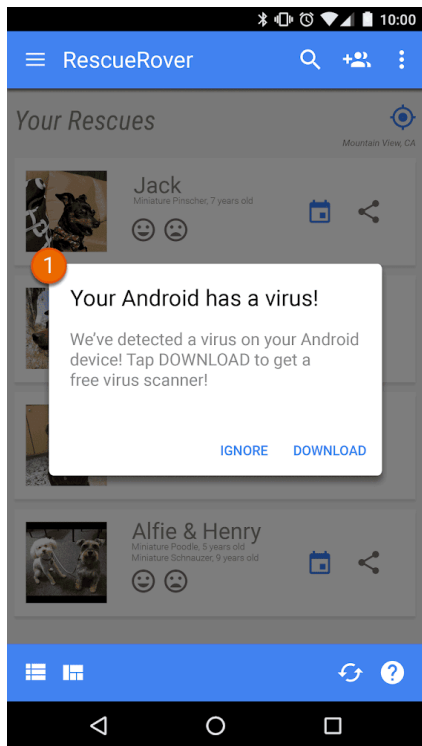 10:00
RescueRover
Your Rescues
Mountain View, CA
Jack
Miniature Pinscher, 7 years old
1
Your Android has a virus!
We've detected a virus on your Android
device! Tap DOWNLOAD to get a
free virus scanner!
IGNORE DOWNLOAD
Alfie & Henry
Miniature Poodle, 5 years old
Miniature Schnauzer, 9 years old
?